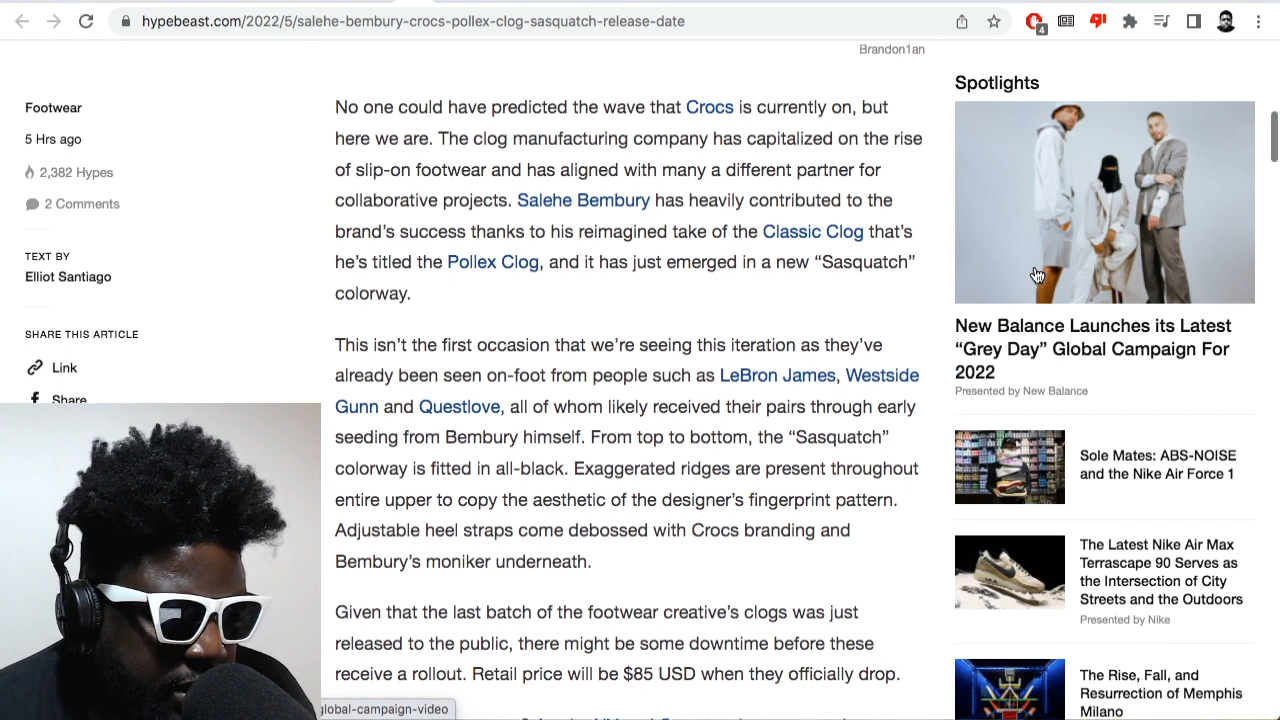 hypebeast.com/2022/5/salehe-bembury-crocs-pollex-clog-sasquatch-release-date
4
Brandon1an
Footwear
5 Hrs ago
2,382 Hypes
2 Comments
TEXT BY
Elliot Santiago
SHARE THIS ARTICLE
Link
Share
No one could have predicted the wave that Crocs is currently on, but
here we are. The clog manufacturing company has capitalized on the rise
of slip-on footwear and has aligned with many a different partner for
collaborative projects. Salehe Bembury has heavily contributed to the
brand’s success thanks to his reimagined take of the Classic Clog that’s
he’s titled the Pollex Clog, and it has just emerged in a new “Sasquatch”
colorway.
This isn’t the first occasion that we’re seeing this iteration as they’ve
already been seen on-foot from people such as LeBron James, Westside
Gunn and Questlove, all of whom likely received their pairs through early
seeding from Bembury himself. From top to bottom, the “Sasquatch”
colorway is fitted in all-black. Exaggerated ridges are present throughout
entire upper to copy the aesthetic of the designer’s fingerprint pattern.
Adjustable heel straps come debossed with Crocs branding and
Bembury’s moniker underneath.
Given that the last batch of the footwear creative’s clogs was just
released to the public, there might be some downtime before these
receive a rollout. Retail price will be $85 USD when they officially drop.
global-campaign-video
Spotlights
New Balance Launches its Latest
“Grey Day” Global Campaign For
2022
Presented by New Balance
Sole Mates: ABS-NOISE
and the Nike Air Force 1
The Latest Nike Air Max
Terrascape 90 Serves as
the Intersection of City
Streets and the Outdoors
Presented by Nike
The Rise, Fall, and
Resurrection of Memphis
Milano